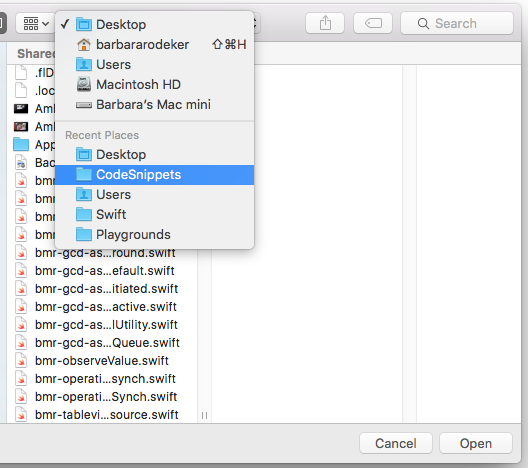 Desktop
barbararodeker ⇧⌘H
Users
Macintosh HD
Barbara's Mac mini
Recent Places
Desktop
CodeSnippets
Users
Swift
Playgrounds
Search
Shared
.fID
.loc
Aml
Aml
App
Bac
bmr
bmr
bmr
bmr
bmr-gcd-as...round.swift
bmr-gcd-as...efault.swift
bmr-gcd-as...itiated.swift
bmr-gcd-as...active.swift
bmr-gcd-as...lUtility.swift
bmr-gcd-as...Queue.swift
bmr-observeValue.swift
bmr-operati...Synch.swift
bmr-operati...Synch.swift
bmr-tablevi...source.swift
Cancel
Open